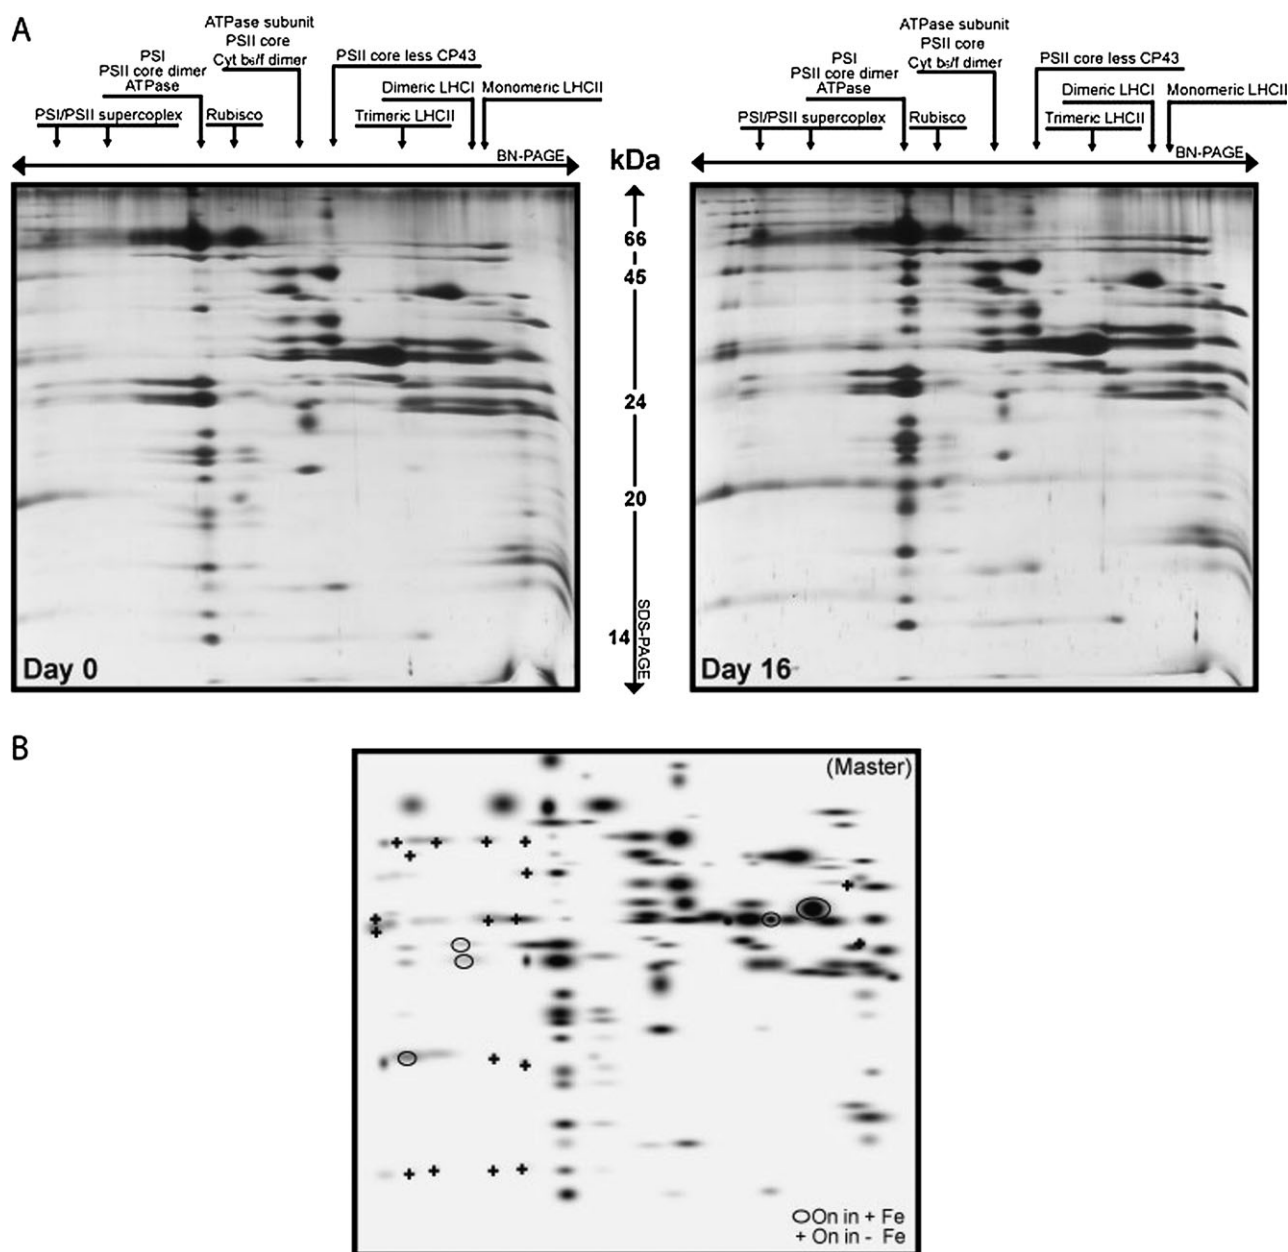 A
ATPase subunit
PSII core
Cyt b₆/f dimer
PSI
PSII core dimer
ATPase
PSII core less CP43
Dimeric LHCI
Monomeric LHCII
PSI/PSII supercoplex
Rubisco
Trimeric LHCII
BN-PAGE
ATPase subunit
PSII core
Cyt b₆/f dimer
PSI
PSII core dimer
ATPase
PSII core less CP43
Dimeric LHCI
Monomeric LHCII
PSI/PSII supercoplex
Rubisco
Trimeric LHCII
BN-PAGE
kDa
66
45
24
20
14
SDS-PAGE
Day 0
Day 16
B
(Master)
On in + Fe
+ On in - Fe